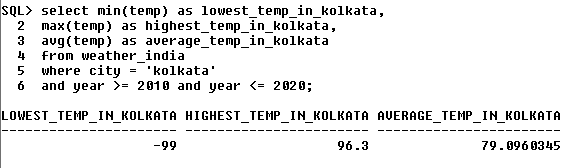 SQL> select min(temp) as lowest_temp_in_kolkata,
2 max(temp) as highest_temp_in_kolkata,
3 avg(temp) as average_temp_in_kolkata
4 from weather_india
5 where city = 'kolkata'
6 and year >= 2010 and year <= 2020;
LOWEST_TEMP_IN_KOLKATA HIGHEST_TEMP_IN_KOLKATA AVERAGE_TEMP_IN_KOLKATA
---------------------- ----------------------- -----------------------
-99 96.3 79.0960345